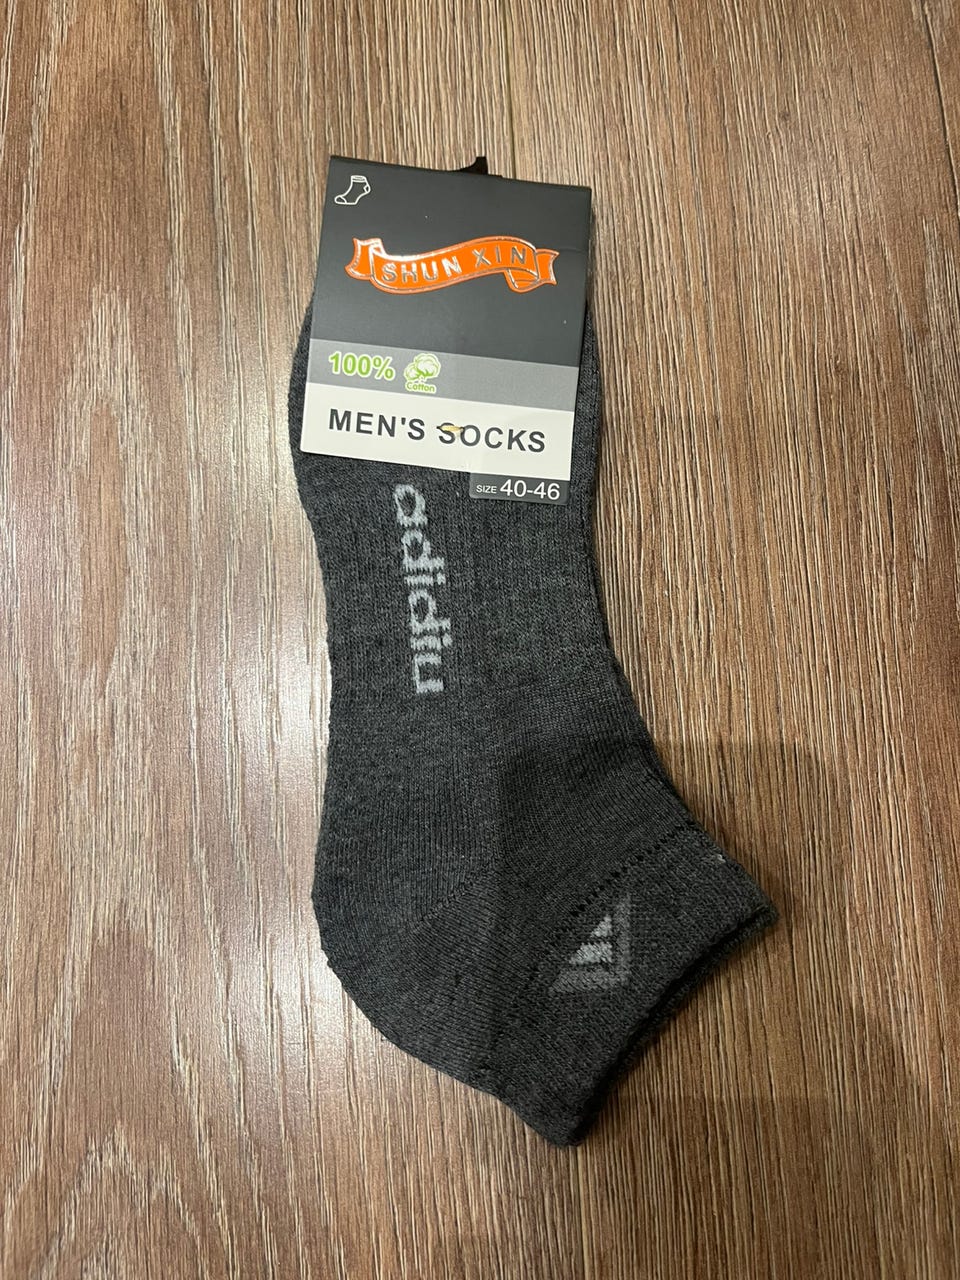 SHUN XIN
100%
Cotton
MEN'S SOCKS
SIZE 40-46
adidiu